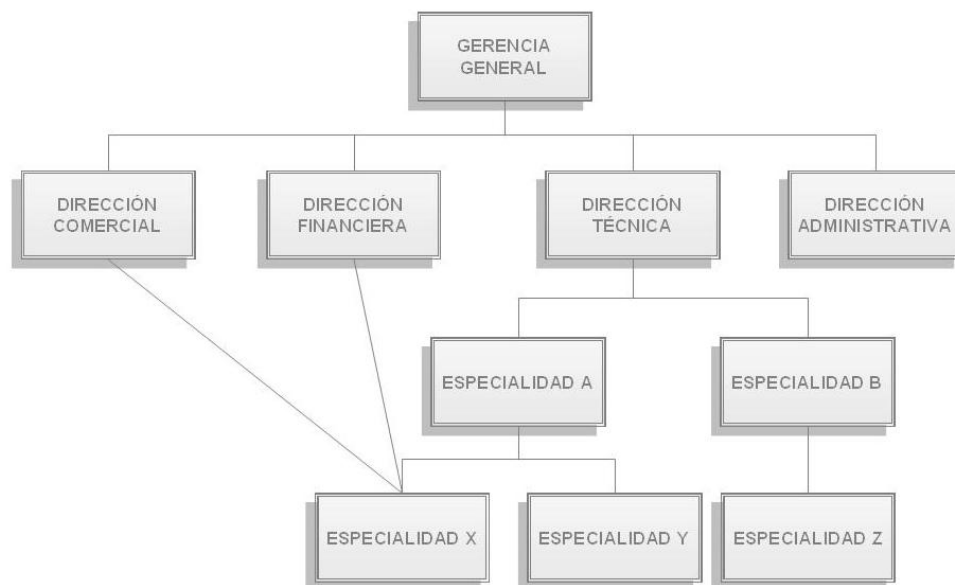 GERENCIA
GENERAL
DIRECCIÓN
COMERCIAL
DIRECCIÓN
FINANCIERA
DIRECCIÓN
TÉCNICA
DIRECCIÓN
ADMINISTRATIVA
ESPECIALIDAD A
ESPECIALIDAD B
ESPECIALIDAD X
ESPECIALIDAD Y
ESPECIALIDAD Z